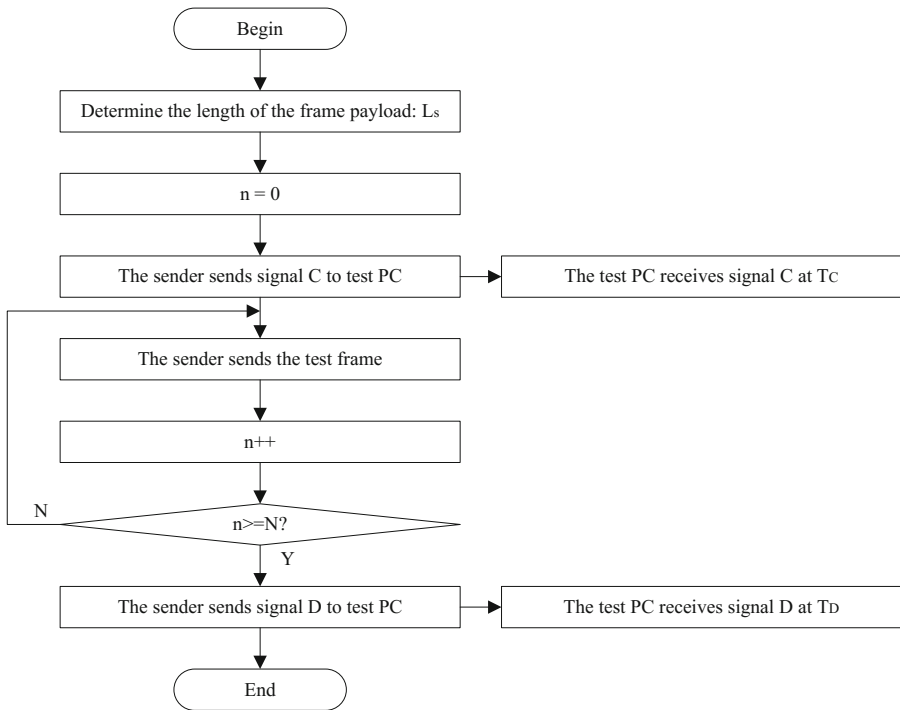 Begin
Determine the length of the frame payload: Ls
n = 0
The sender sends signal C to test PC
The test PC receives signal C at TC
The sender sends the test frame
n++
N
n>=N?
Y
The sender sends signal D to test PC
The test PC receives signal D at TD
End